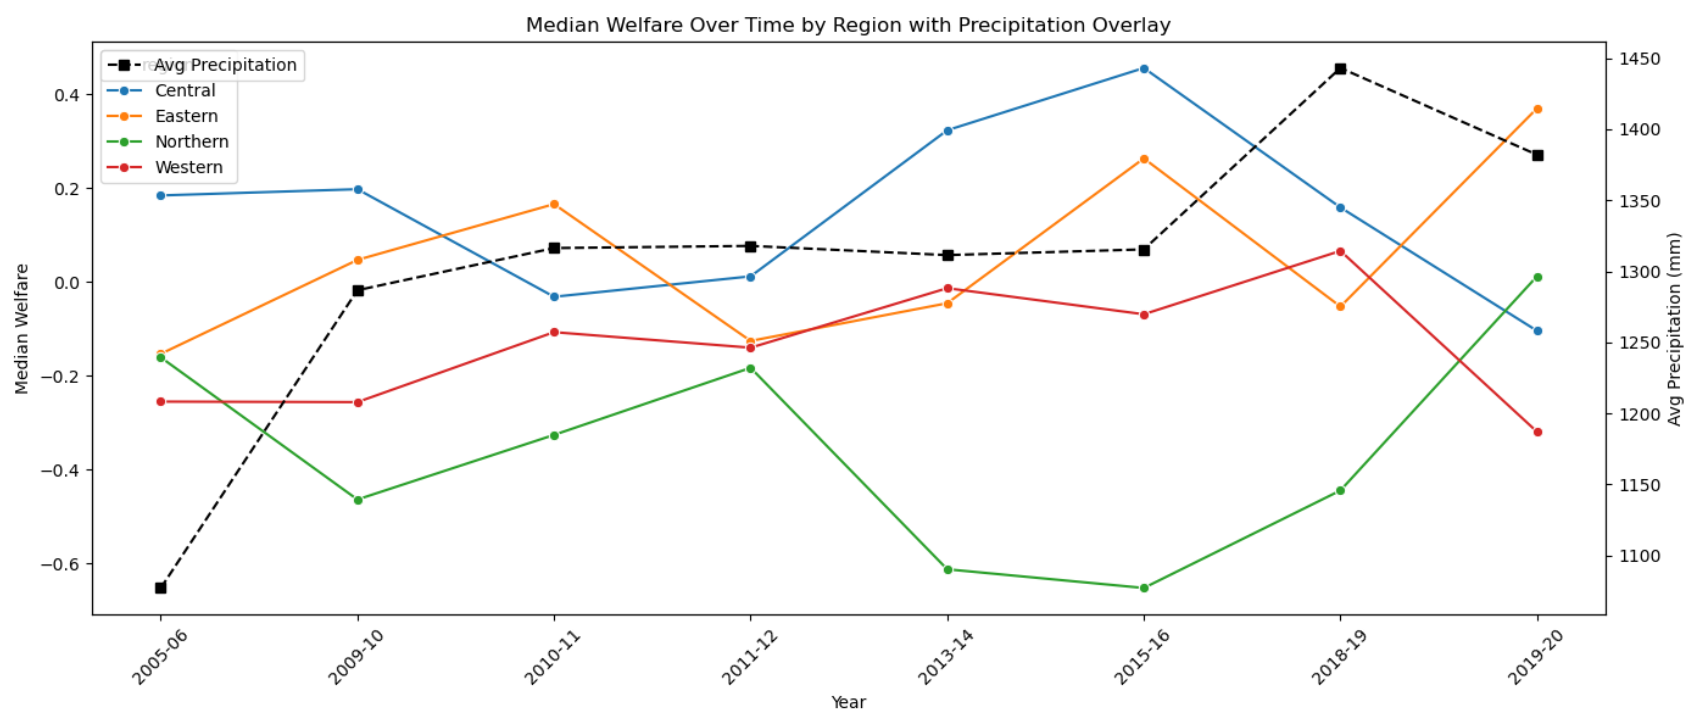 Median Welfare Over Time by Region with Precipitation Overlay
Avg Precipitation
Central
Eastern
Northern
Western
Median Welfare
0.4
0.2
0.0
−0.2
−0.4
−0.6
1450
1400
1350
1300
1250
1200
1150
1100
Avg Precipitation (mm)
2005-06
2009-10
2010-11
2011-12
2013-14
2015-16
2018-19
2019-20
Year